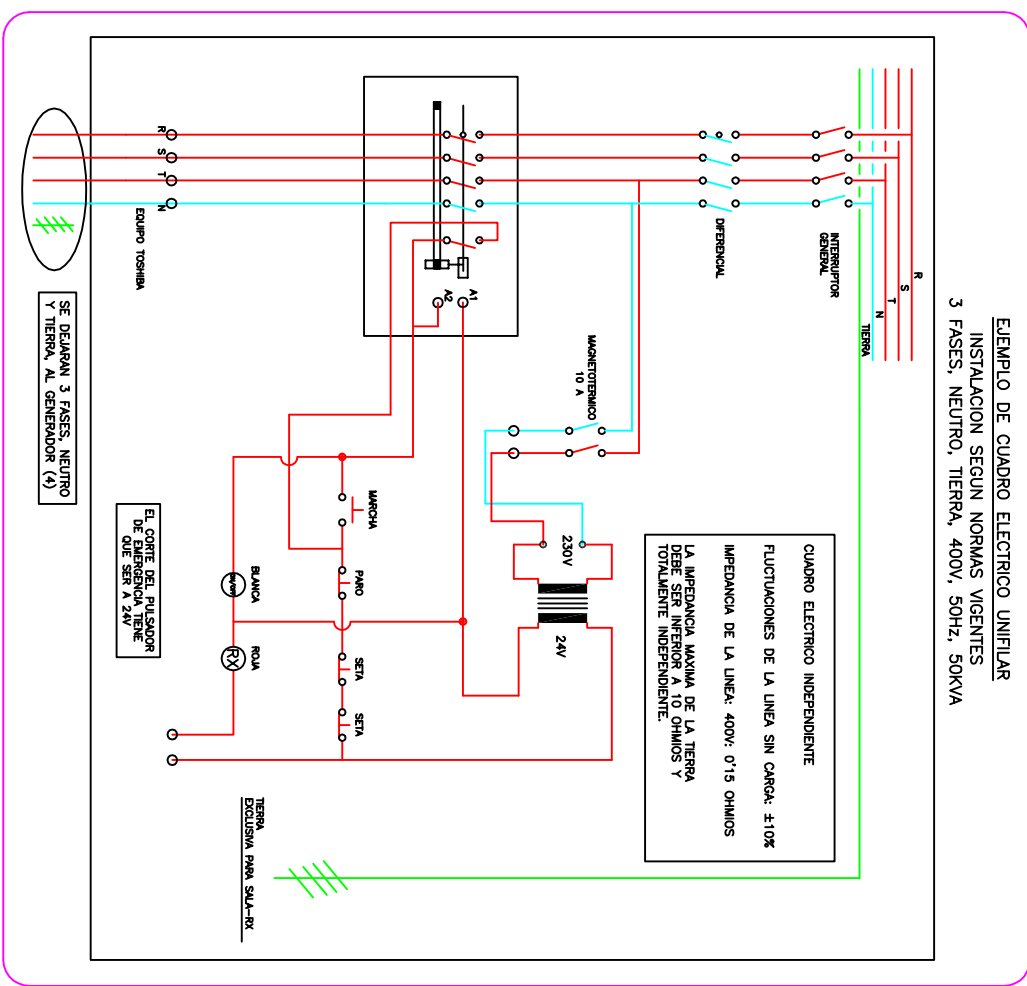 EJEMPLO DE CUADRO ELECTRICO UNIFILAR
INSTALACION SEGUN NORMAS VIGENTES
3 FASES, NEUTRO, TIERRA, 400V, 50Hz, 50KVA
R
S
T
N
TIERRA
INTERRUPTOR
GENERAL
DIFERENCIAL
MAGNETOTERMICO
10 A
A1
A2
R
S
T
N
EQUIPO TOSHIBA
SE DEJARAN 3 FASES, NEUTRO
Y TIERRA, AL GENERADOR (4)
CUADRO ELECTRICO INDEPENDIENTE
FLUCTUACIONES DE LA LINEA SIN CARGA: ±10%
IMPEDANCIA DE LA LINEA: 400V: 0'15 OHMIOS
LA IMPEDANCIA MAXIMA DE LA TIERRA
DEBE SER INFERIOR A 10 OHMIOS Y
TOTALMENTE INDEPENDIENTE.
230V
24V
MARCHA
PARO
SETA
SETA
BLANCA
ROJA
RX
EL CORTE DEL PULSADOR
DE EMERGENCIA TIENE
QUE SER A 24V
TIERRA
EXCLUSIVA PARA SALA-RX